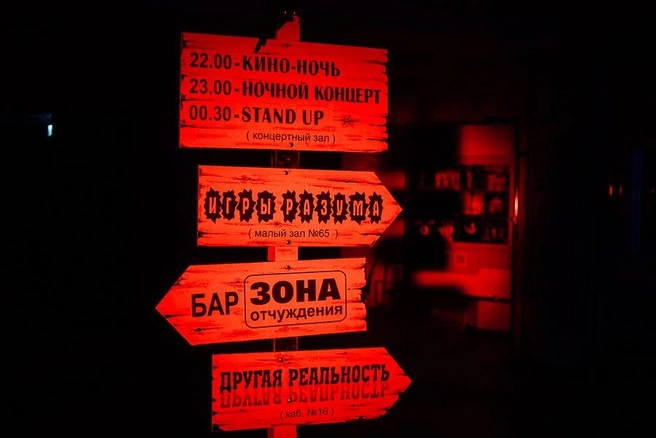 22.00-КИНО-НОЧЬ
23.00-НОЧНОЙ КОНЦЕРТ
00.30-STAND UP
( концертный зал )
ИГРЫ РАЗУМА
( малый зал №65 )
БАР ЗОНА
отчуждения
ДРУГАЯ РЕАЛЬНОСТЬ
( каб. №16 )